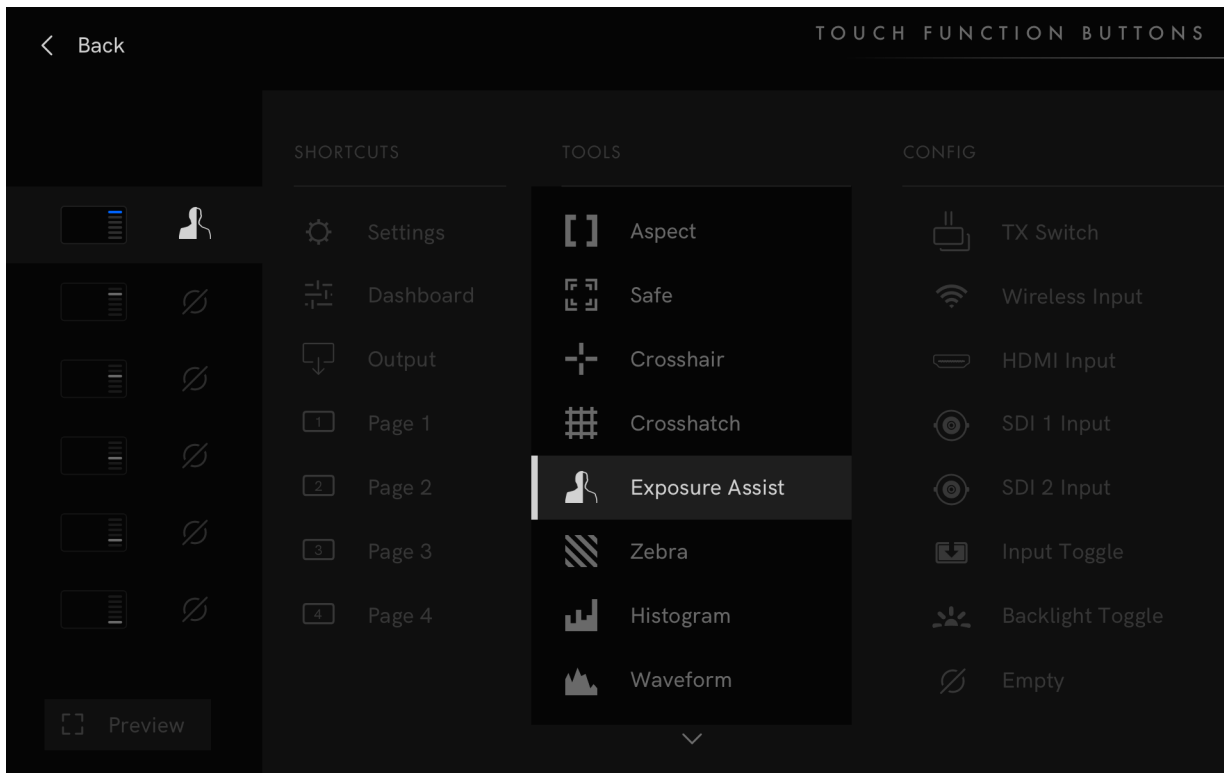 Back
TOUCH FUNCTION BUTTONS
SHORTCUTS
Settings
Dashboard
Output
1 Page 1
2 Page 2
3 Page 3
4 Page 4
TOOLS
Aspect
Safe
Crosshair
Crosshatch
Exposure Assist
Zebra
Histogram
Waveform
CONFIG
TX Switch
Wireless Input
HDMI Input
SDI 1 Input
SDI 2 Input
Input Toggle
Backlight Toggle
Empty
Preview